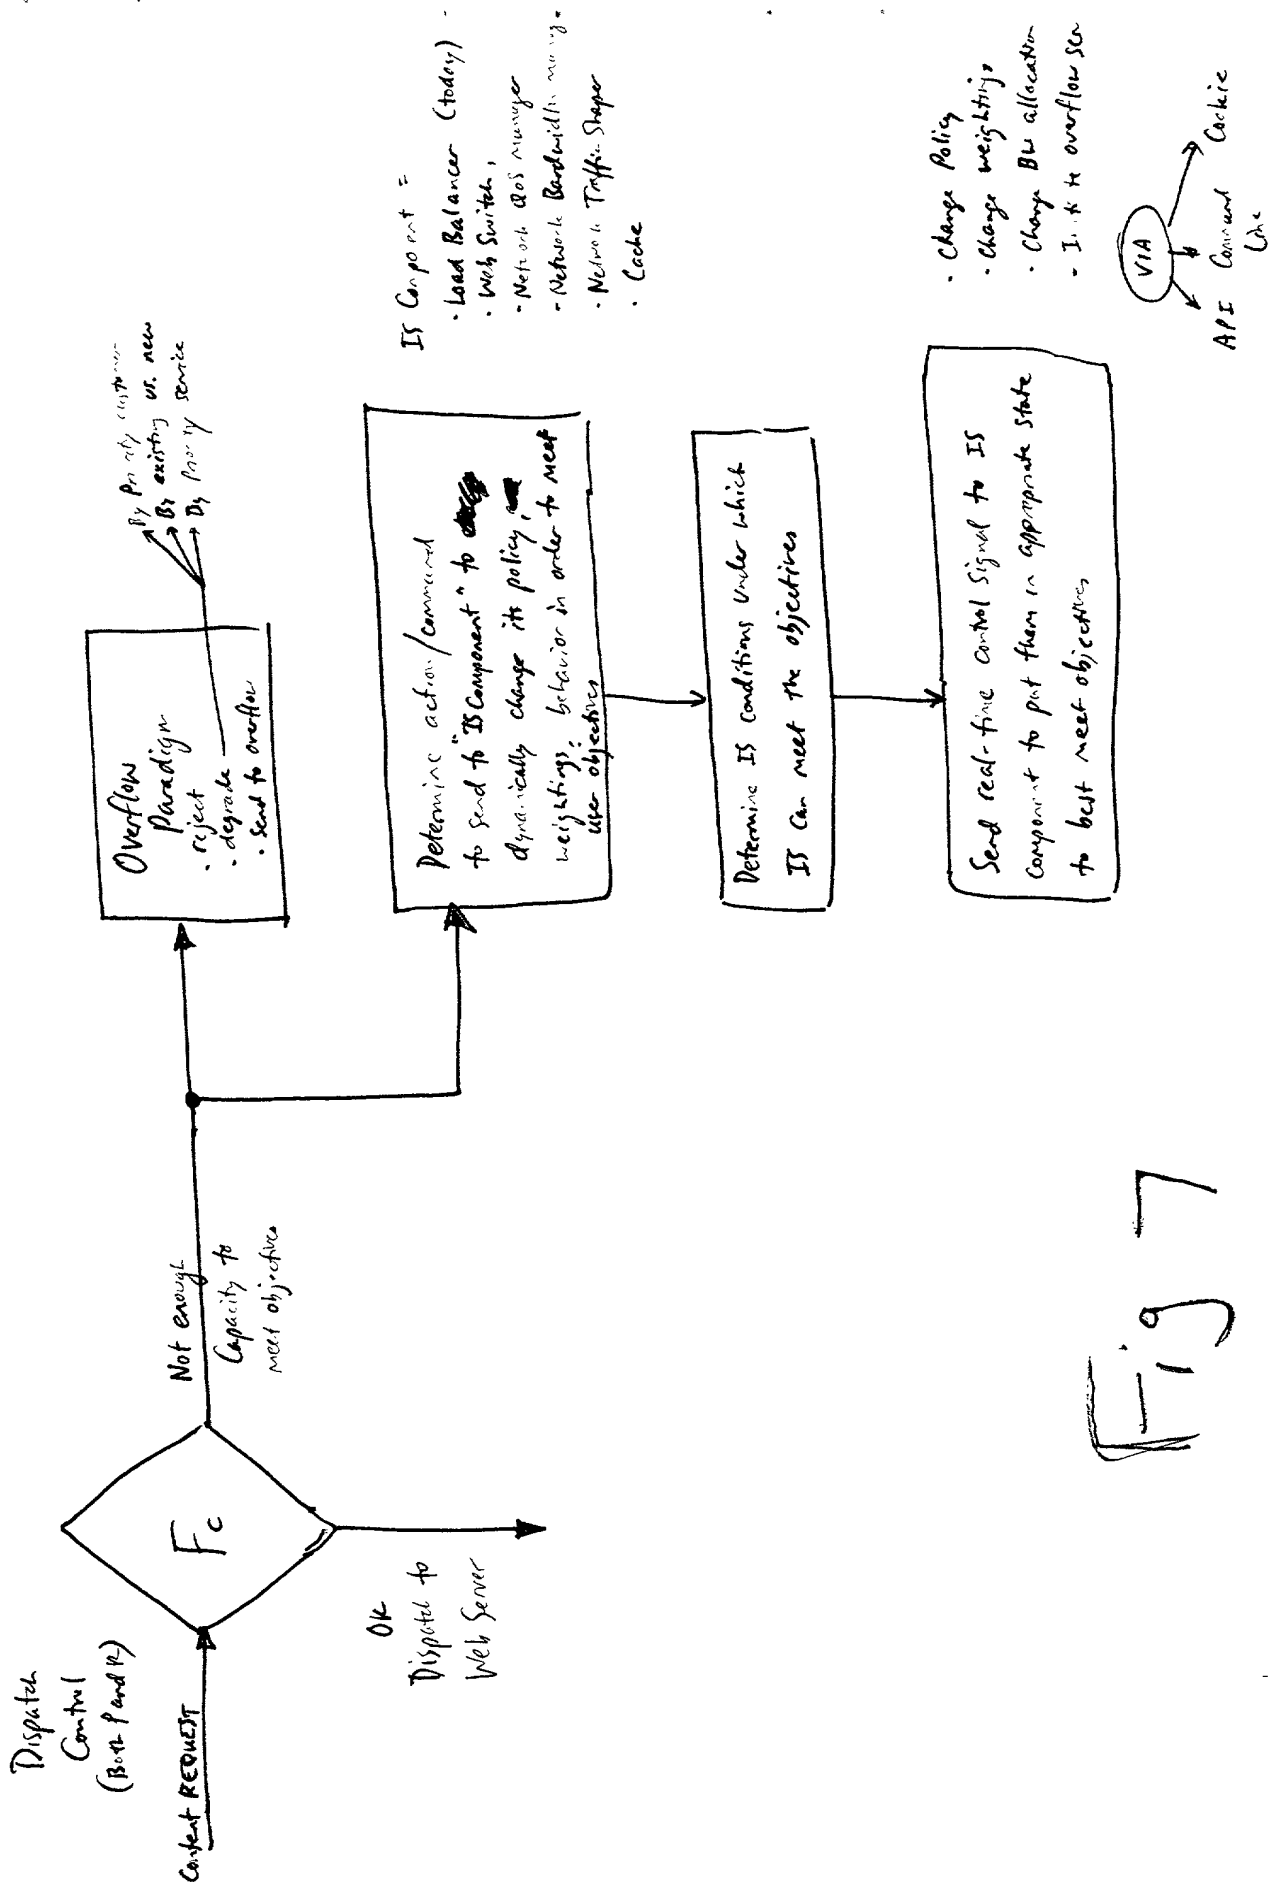 Dispatch
Control
(Both P and R)
Content REQUEST
Fc
OK
Dispatch to
Web Server
Not enough
Capacity to
meet objectives
Overflow
Paradigm
· reject
· degrade
· Send to overflow
By Priority customer
By existing vs. new
By Priority service
Determine action/command
to send to "IS Component" to
dynamically change its policy,
weightings, behavior in order to meet
user objectives
IS Component =
· Load Balancer (today)
· Web Switch,
· Network QoS manager
· Network Bandwidth
· Network Traffic Shaper
· Cache
Determine IS conditions Under which
IS Can meet the objectives
Send real-time control Signal to IS
component to put them in appropriate state
to best meet objectives
· Change Policy
· Change weightings
· Change BW allocation
· to overflow
VIA
API
Command
Line
Cookie
Fig 7